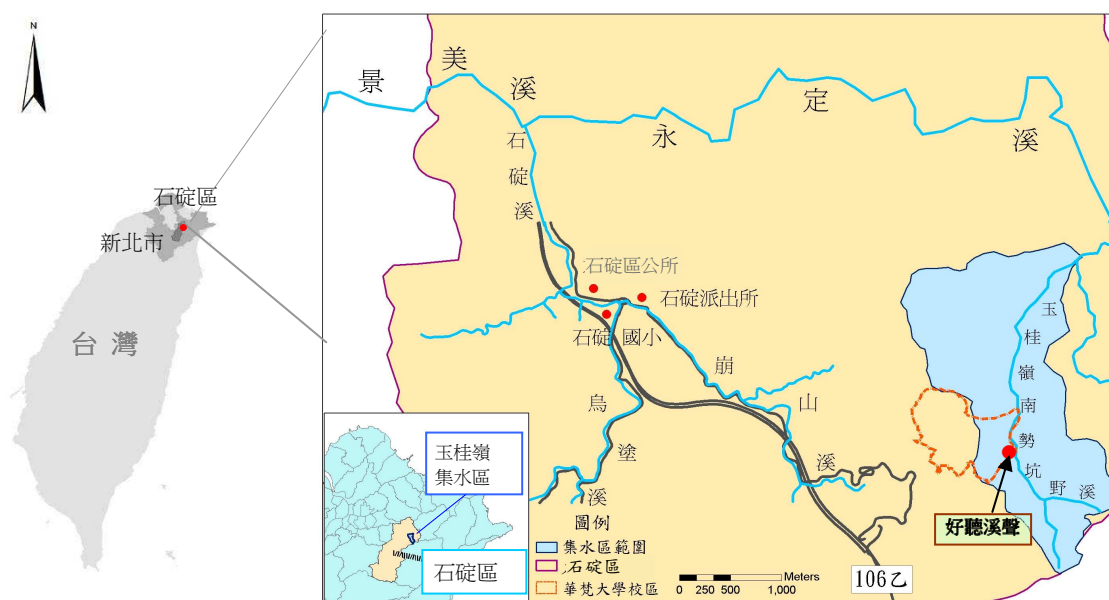 N
石碇區
新北市
台灣
景美溪
永定溪
石碇溪
石碇區公所
石碇派出所
石碇國小
崩山溪
烏塗溪
玉桂嶺南勢坑野溪
好聽溪聲
106乙
玉桂嶺
集水區
石碇區
圖例
集水區範圍
石碇區
華梵大學校區
Meters
0 250 500 1,000